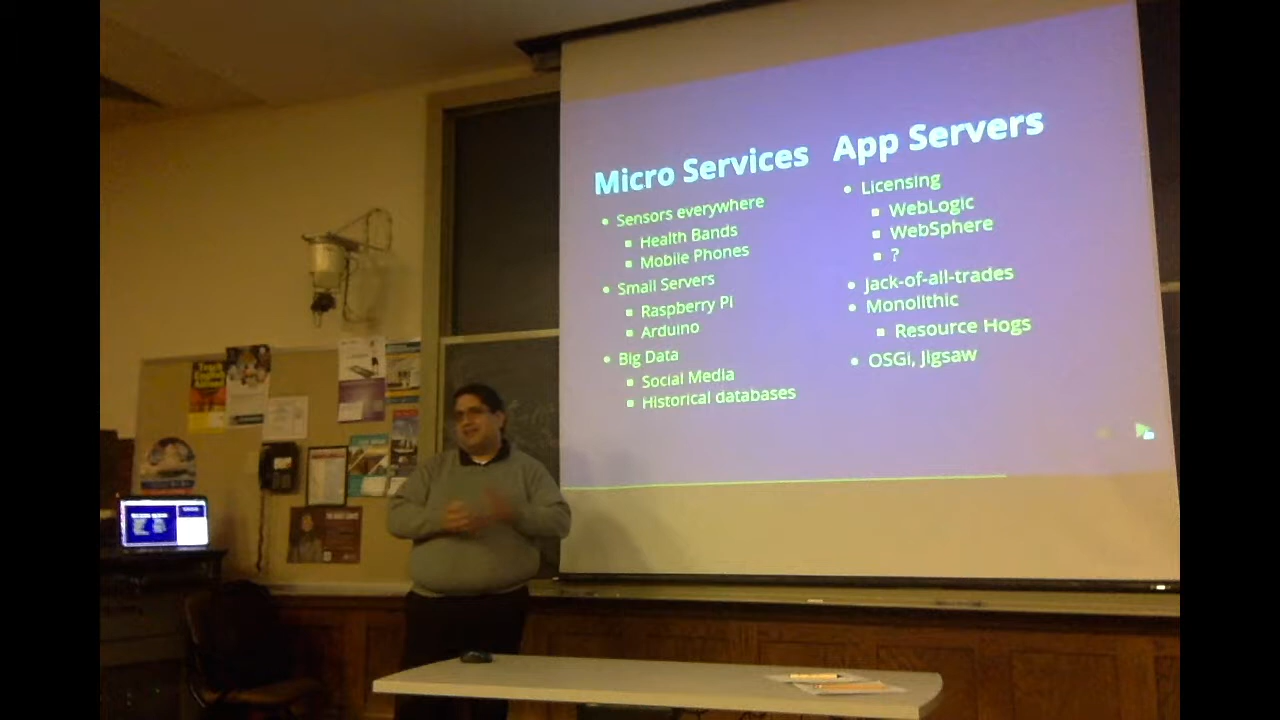 Micro Services
Sensors everywhere
Health Bands
Mobile Phones
Small Servers
Raspberry Pi
Arduino
Big Data
Social Media
Historical databases
App Servers
Licensing
WebLogic
WebSphere
?
Jack-of-all-trades
Monolithic
Resource Hogs
OSGi, Jigsaw